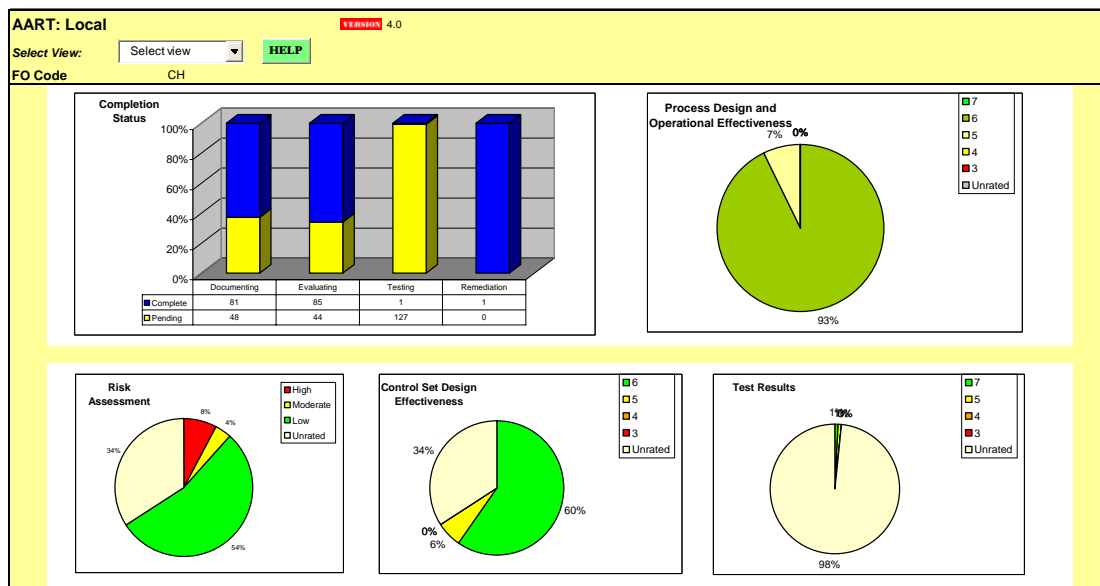 AART: Local
VERSION 4.0
Select View: Select view HELP
FO Code CH
Completion
Status
100%
80%
60%
40%
20%
0%
Documenting Evaluating Testing Remediation
Complete 81 85 1 1
Pending 48 44 127 0
Process Design and
Operational Effectiveness
7% 0%
93%
7
6
5
4
3
Unrated
Risk
Assessment
8%
4%
34%
54%
High
Moderate
Low
Unrated
Control Set Design
Effectiveness
34%
60%
0%
6%
6
5
4
3
Unrated
Test Results
1% 0%
98%
7
5
4
3
Unrated